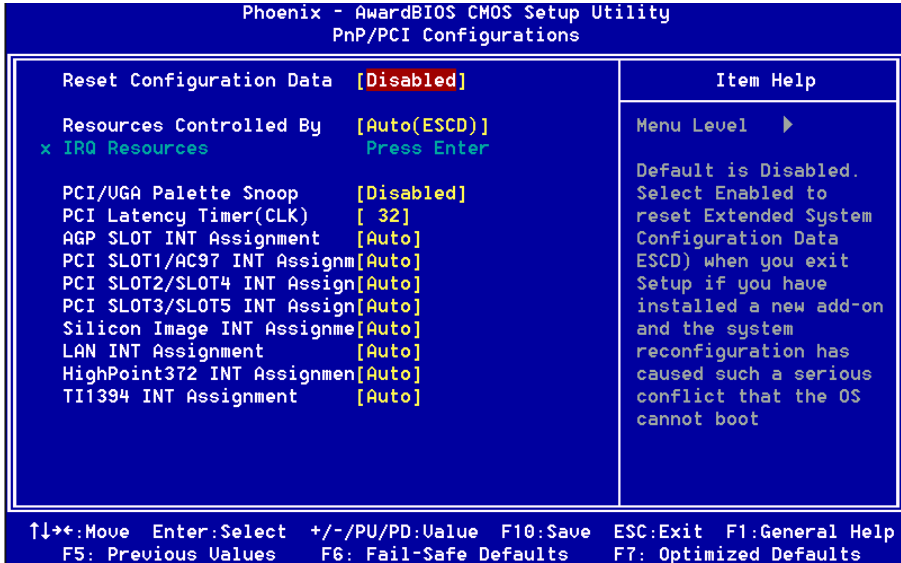 Phoenix - AwardBIOS CMOS Setup Utility
PnP/PCI Configurations
Reset Configuration Data [Disabled]
Resources Controlled By [Auto(ESCD)]
x IRQ Resources Press Enter
PCI/VGA Palette Snoop [Disabled]
PCI Latency Timer(CLK) [ 32]
AGP SLOT INT Assignment [Auto]
PCI SLOT1/AC97 INT Assignm[Auto]
PCI SLOT2/SLOT4 INT Assign[Auto]
PCI SLOT3/SLOT5 INT Assign[Auto]
Silicon Image INT Assignme[Auto]
LAN INT Assignment [Auto]
HighPoint372 INT Assignmen[Auto]
TI1394 INT Assignment [Auto]
Item Help
Menu Level ▶
Default is Disabled.
Select Enabled to
reset Extended System
Configuration Data
ESCD) when you exit
Setup if you have
installed a new add-on
and the system
reconfiguration has
caused such a serious
conflict that the OS
cannot boot
↑↓→←:Move Enter:Select +/-/PU/PD:Value F10:Save ESC:Exit F1:General Help
F5: Previous Values F6: Fail-Safe Defaults F7: Optimized Defaults